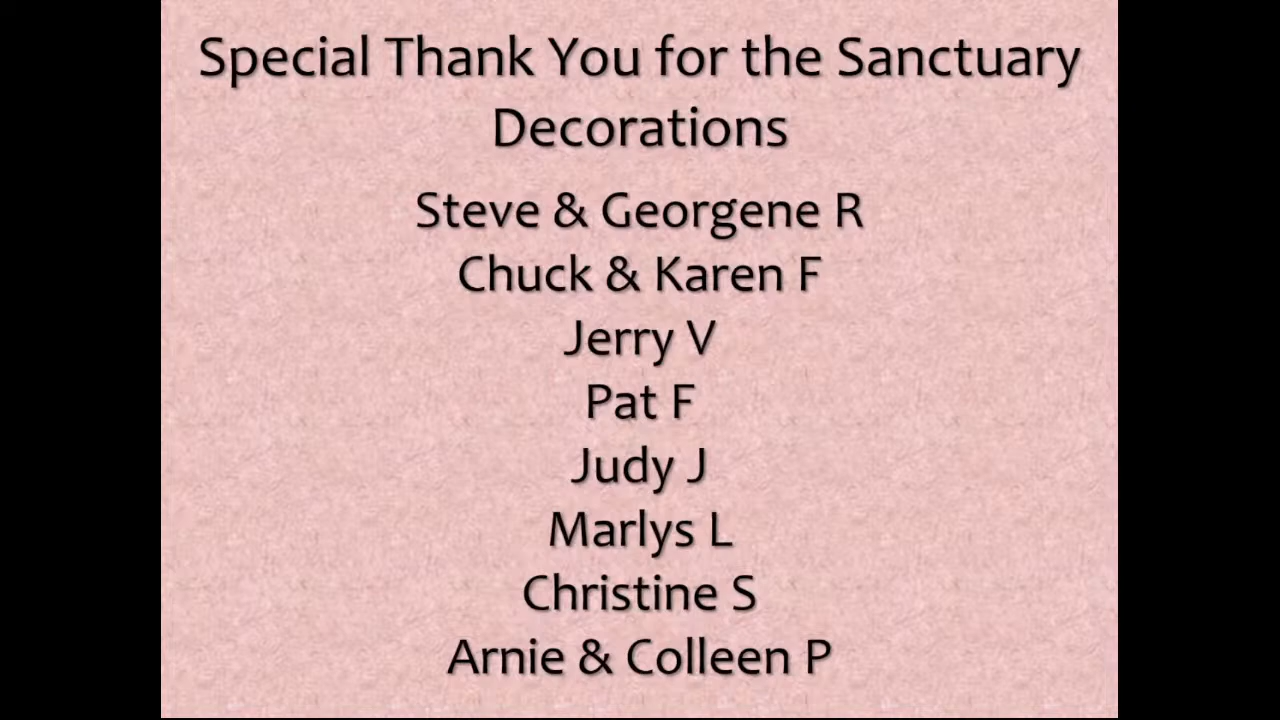 Special Thank You for the Sanctuary
Decorations
Steve & Georgene R
Chuck & Karen F
Jerry V
Pat F
Judy J
Marlys L
Christine S
Arnie & Colleen P